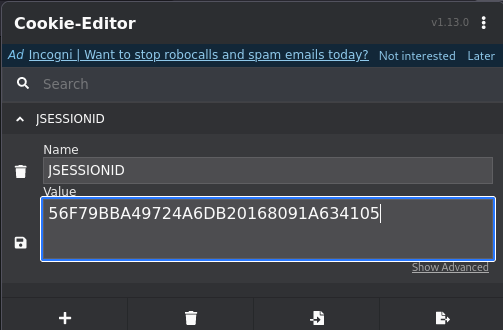 Cookie-Editor
v1.13.0
Ad Incogni | Want to stop robocalls and spam emails today? Not interested Later
Search
JSESSIONID
Name
JSESSIONID
Value
56F79BBA49724A6DB20168091A634105
Show Advanced